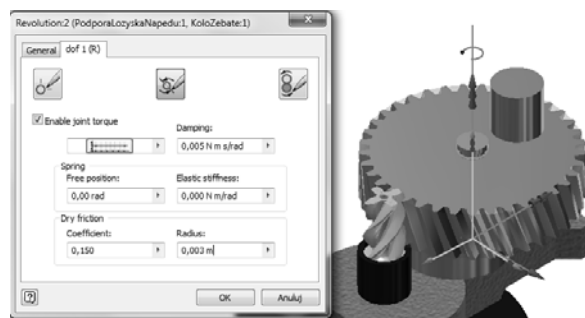 Revolution:2 (PodporaLozyskaNapedu:1, KoloZebate:1)
General dof 1 (R)
Enable joint torque
Damping:
0,005 N m s/rad
Spring
Free position: Elastic stiffness:
0,00 rad 0,000 N m/rad
Dry friction
Coefficient: Radius:
0,150 0,003 m
? OK Anuluj